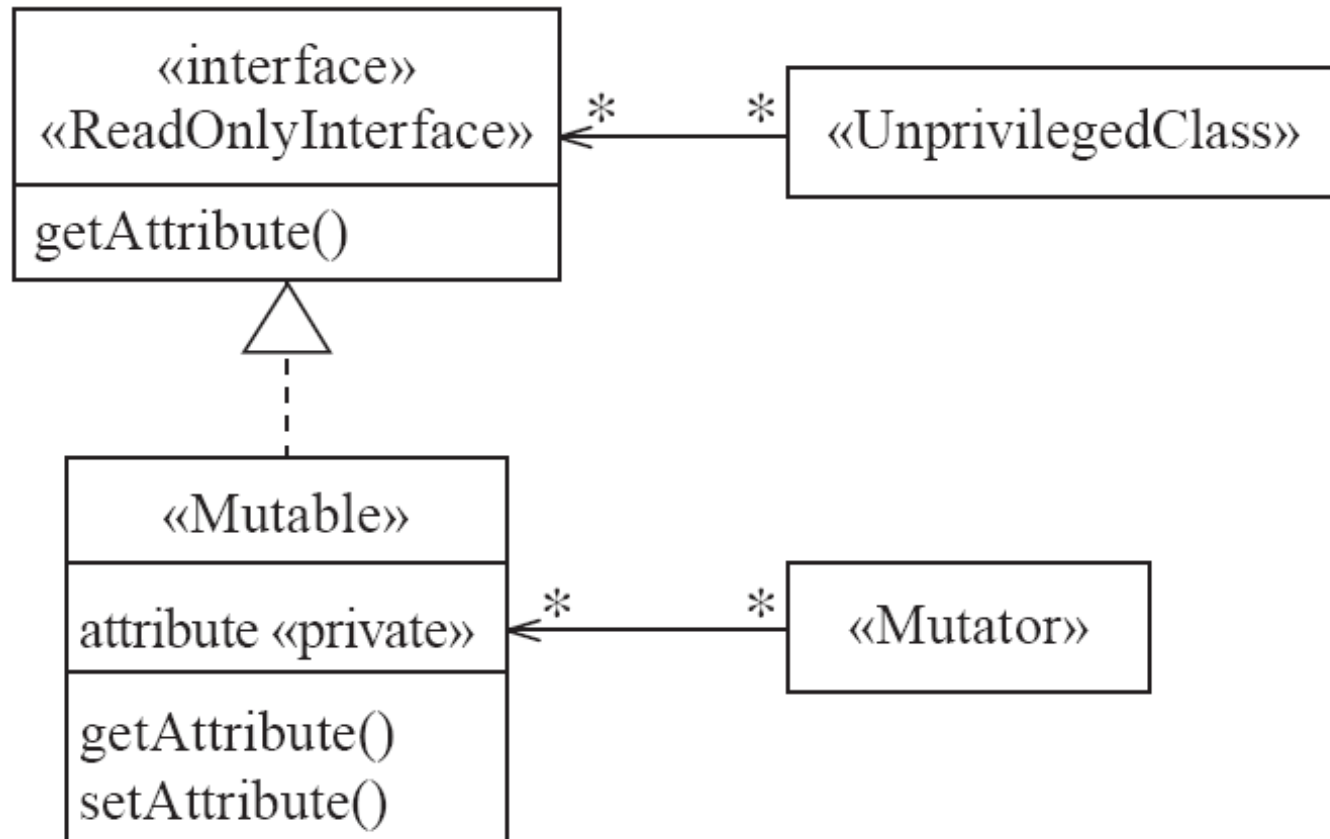 «interface»
«ReadOnlyInterface»
* *
«UnprivilegedClass»
getAttribute()
«Mutable»
attribute «private»
* *
«Mutator»
getAttribute()
setAttribute()